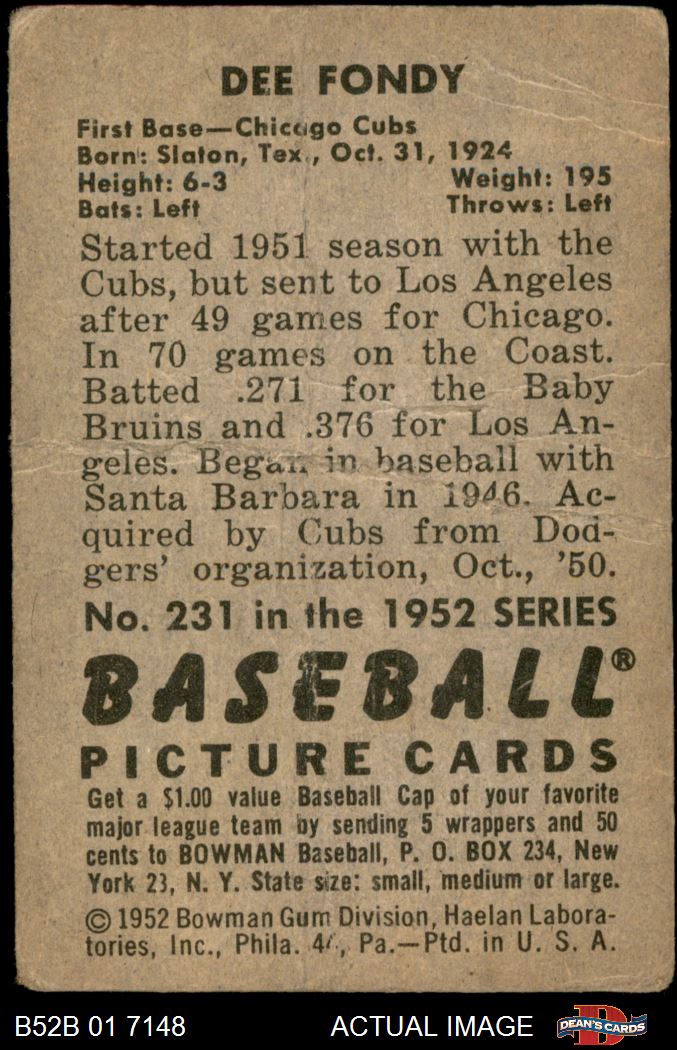 DEE FONDY
First Base—Chicago Cubs
Born: Slaton, Tex., Oct. 31, 1924
Height: 6-3 Weight: 195
Bats: Left Throws: Left
Started 1951 season with the
Cubs, but sent to Los Angeles
after 49 games for Chicago.
In 70 games on the Coast.
Batted .271 for the Baby
Bruins and .376 for Los An-
geles. Began in baseball with
Santa Barbara in 1946. Ac-
quired by Cubs from Dod-
gers' organization, Oct., '50.
No. 231 in the 1952 SERIES
BASEBALL®
PICTURE CARDS
Get a $1.00 value Baseball Cap of your favorite
major league team by sending 5 wrappers and 50
cents to BOWMAN Baseball, P. O. BOX 234, New
York 23, N. Y. State size: small, medium or large.
© 1952 Bowman Gum Division, Haelan Labora-
tories, Inc., Phila. 44, Pa.—Ptd. in U. S. A.
B52B 01 7148 ACTUAL IMAGE DEAN'S CARDS